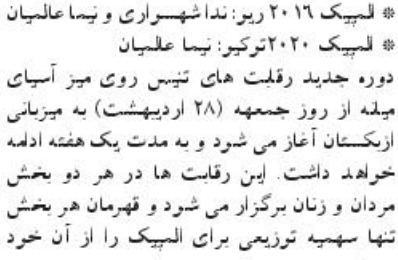 * المپیک ۲۰۱۶ ریو: ندا شهسواری و نیما عالمیان
* المپیک ۲۰۲۰ توکیو: نیما عالمیان
دوره جدید رقابت های تنیس روی میز آسیای
میانه از روز جمعه (۲۸ اردیبهشت) به میزبانی
ازبکستان آغاز می شود و به مدت یک هفته ادامه
خواهد داشت. این رقابت ها در هر دو بخش
مردان و زنان برگزار می شود و قهرمان هر بخش
تنها سهمیه توزیعی برای المپیک را از آن خود